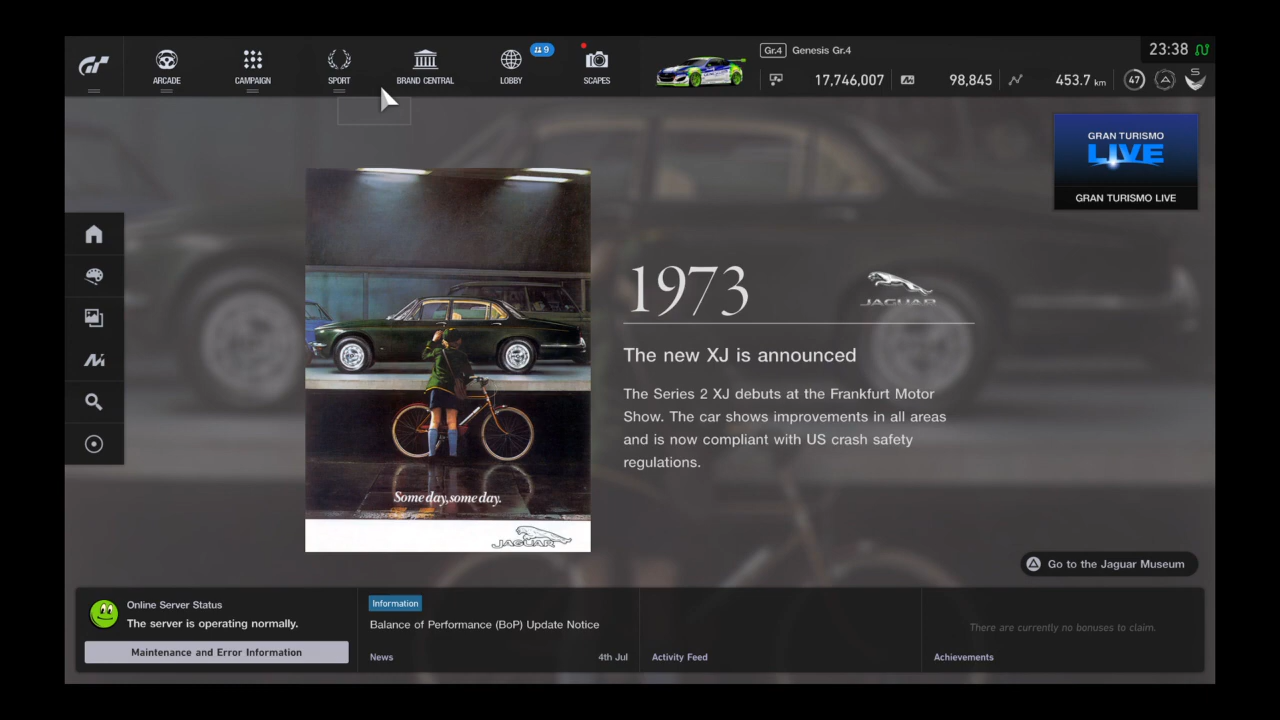 GT
ARCADE
CAMPAIGN
SPORT
BRAND CENTRAL
LOBBY
9
SCAPES
Gr.4 Genesis Gr.4
23:38
17,746,007
98,845
453.7 km
47
S
GRAN TURISMO
LIVE
GRAN TURISMO LIVE
1973
JAGUAR
The new XJ is announced
The Series 2 XJ debuts at the Frankfurt Motor
Show. The car shows improvements in all areas
and is now compliant with US crash safety
regulations.
Some day, some day.
JAGUAR
Go to the Jaguar Museum
Online Server Status
The server is operating normally.
Maintenance and Error Information
Information
Balance of Performance (BoP) Update Notice
News
4th Jul
Activity Feed
There are currently no bonuses to claim.
Achievements